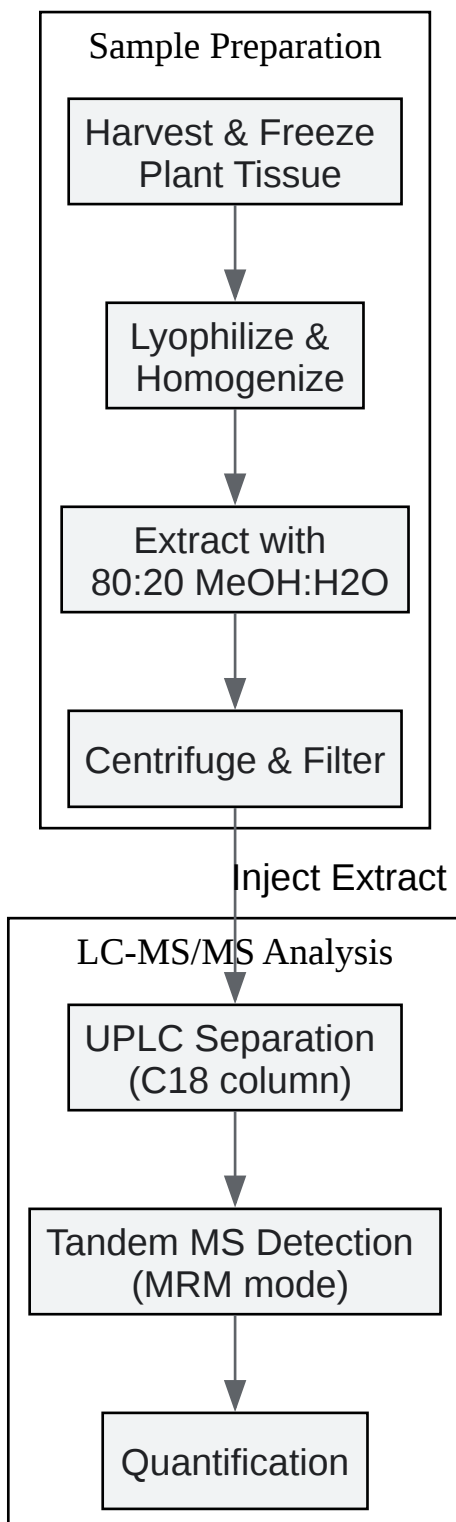 Sample Preparation
Harvest & Freeze
Plant Tissue
Lyophilize &
Homogenize
Extract with
80:20 MeOH:H2O
Centrifuge & Filter
Inject Extract
LC-MS/MS Analysis
UPLC Separation
(C18 column)
Tandem MS Detection
(MRM mode)
Quantification